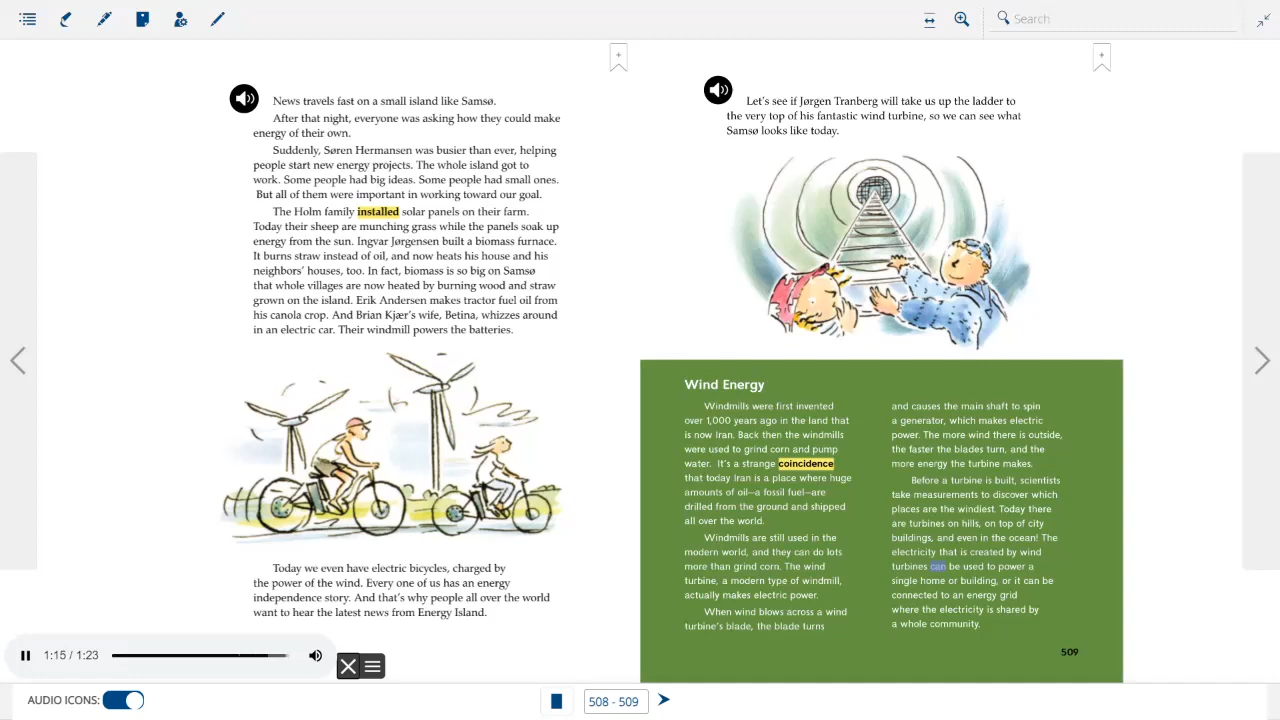 Search
News travels fast on a small island like Samsø.
After that night, everyone was asking how they could make
energy of their own.
Suddenly, Søren Hermansen was busier than ever, helping
people start new energy projects. The whole island got to
work. Some people had big ideas. Some people had small ones.
But all of them were important in working toward our goal.
The Holm family installed solar panels on their farm.
Today their sheep are munching grass while the panels soak up
energy from the sun. Ingvar Jørgensen built a biomass furnace.
It burns straw instead of oil, and now heats his house and his
neighbors' houses, too. In fact, biomass is so big on Samsø
that whole villages are now heated by burning wood and straw
grown on the island. Erik Andersen makes tractor fuel oil from
his canola crop. And Brian Kjær's wife, Betina, whizzes around
in an electric car. Their windmill powers the batteries.
Today we even have electric bicycles, charged by
the power of the wind. Every one of us has an energy
independence story. And that's why people all over the world
want to hear the latest news from Energy Island.
Let's see if Jørgen Tranberg will take us up the ladder to
the very top of his fantastic wind turbine, so we can see what
Samsø looks like today.
Wind Energy
Windmills were first invented
over 1,000 years ago in the land that
is now Iran. Back then the windmills
were used to grind corn and pump
water. It's a strange coincidence
that today Iran is a place where huge
amounts of oil—a fossil fuel—are
drilled from the ground and shipped
all over the world.
Windmills are still used in the
modern world, and they can do lots
more than grind corn. The wind
turbine, a modern type of windmill,
actually makes electric power.
When wind blows across a wind
turbine's blade, the blade turns
and causes the main shaft to spin
a generator, which makes electric
power. The more wind there is outside,
the faster the blades turn, and the
more energy the turbine makes.
Before a turbine is built, scientists
take measurements to discover which
places are the windiest. Today there
are turbines on hills, on top of city
buildings, and even in the ocean! The
electricity that is created by wind
turbines can be used to power a
single home or building, or it can be
connected to an energy grid
where the electricity is shared by
a whole community.
509
1:15 / 1:23
AUDIO ICONS:
508 - 509